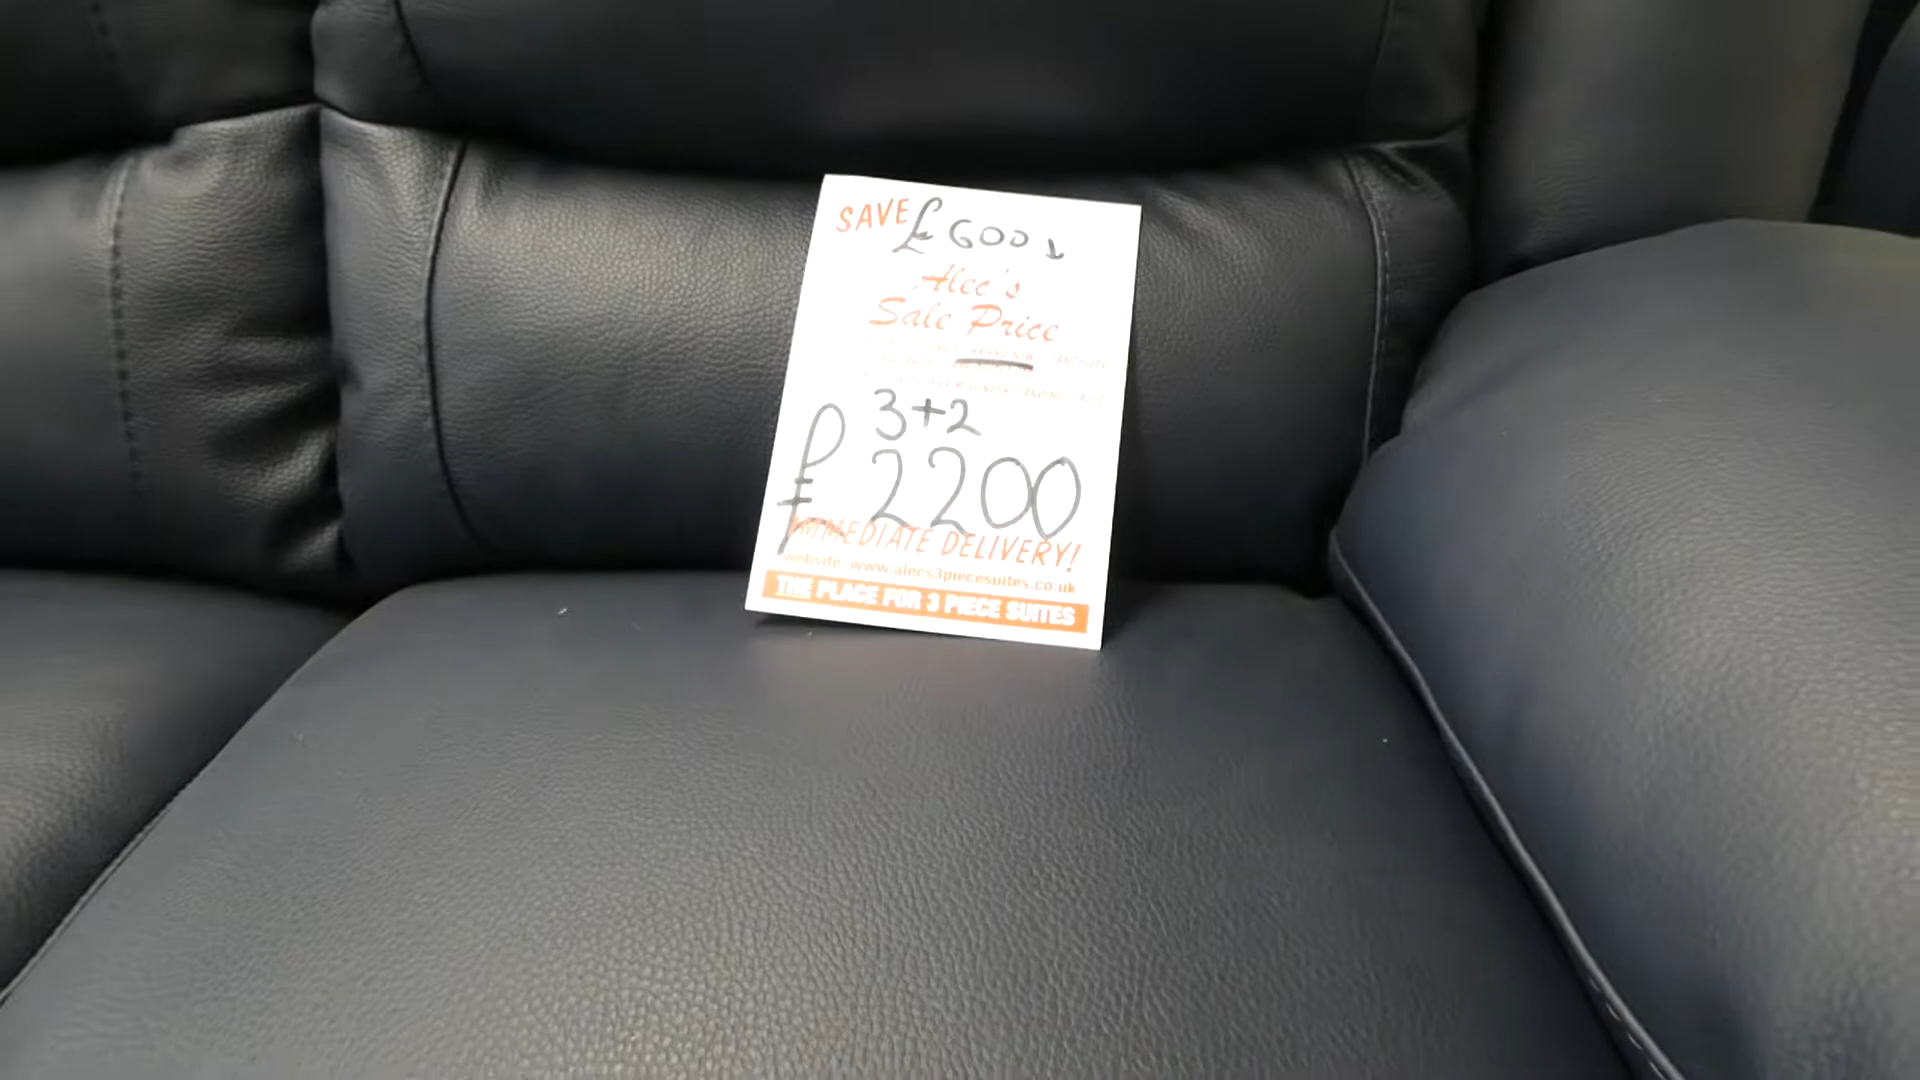 SAVE £ 600
Alec's
Sale Price
3+2
£ 2200
IMMEDIATE DELIVERY!
website www.alecs3piecesuites.co.uk
THE PLACE FOR 3 PIECE SUITES